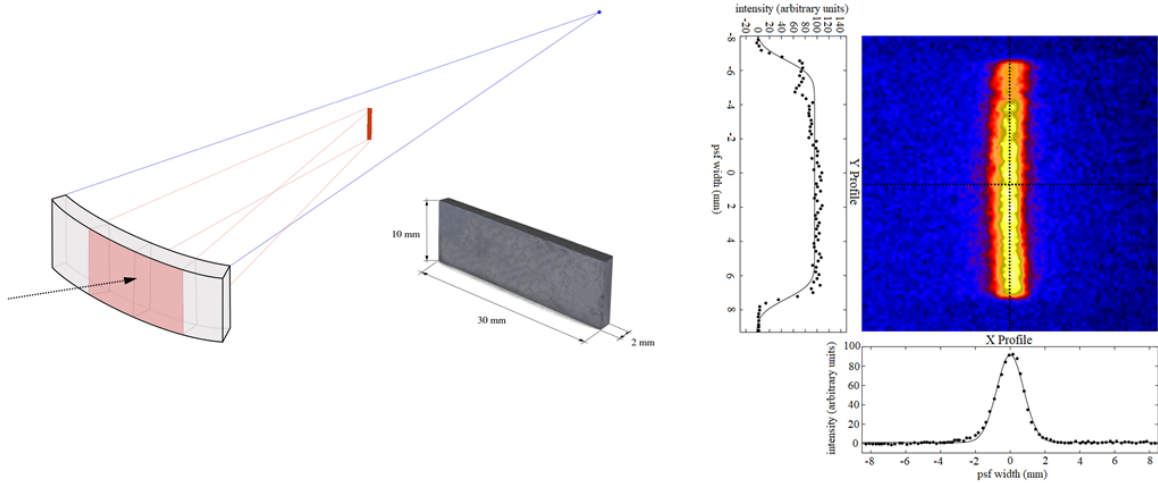 10 mm
30 mm
2 mm
intensity (arbitrary units)
-20 0 20 40 60 80 100 120 140
-8
-6
-4
-2
0
2
4
6
8
psf width (mm)
Y Profile
X Profile
intensity (arbitrary units)
100
80
60
40
20
0
-8 -6 -4 -2 0 2 4 6 8
psf width (mm)